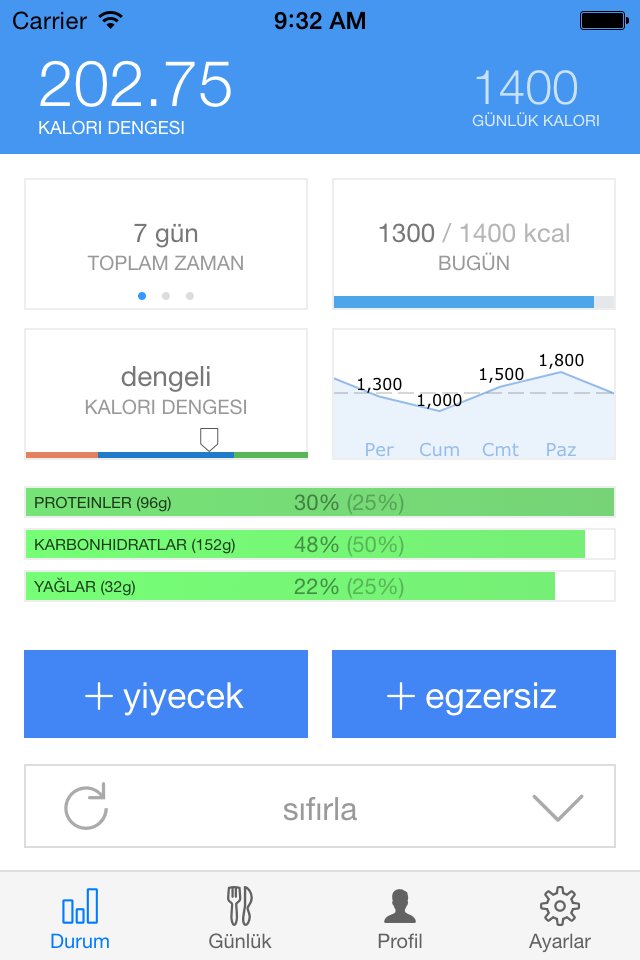 Carrier 9:32 AM
202.75 1400
KALORI DENGESI GÜNLÜK KALORI
7 gün
TOPLAM ZAMAN
1300 / 1400 kcal
BUGÜN
dengeli
KALORI DENGESI
1,300 1,000 1,500 1,800
Per Cum Cmt Paz
PROTEINLER (96g) 30% (25%)
KARBONHIDRATLAR (152g) 48% (50%)
YAĞLAR (32g) 22% (25%)
+ yiyecek + egzersiz
sıfırla
Durum Günlük Profil Ayarlar